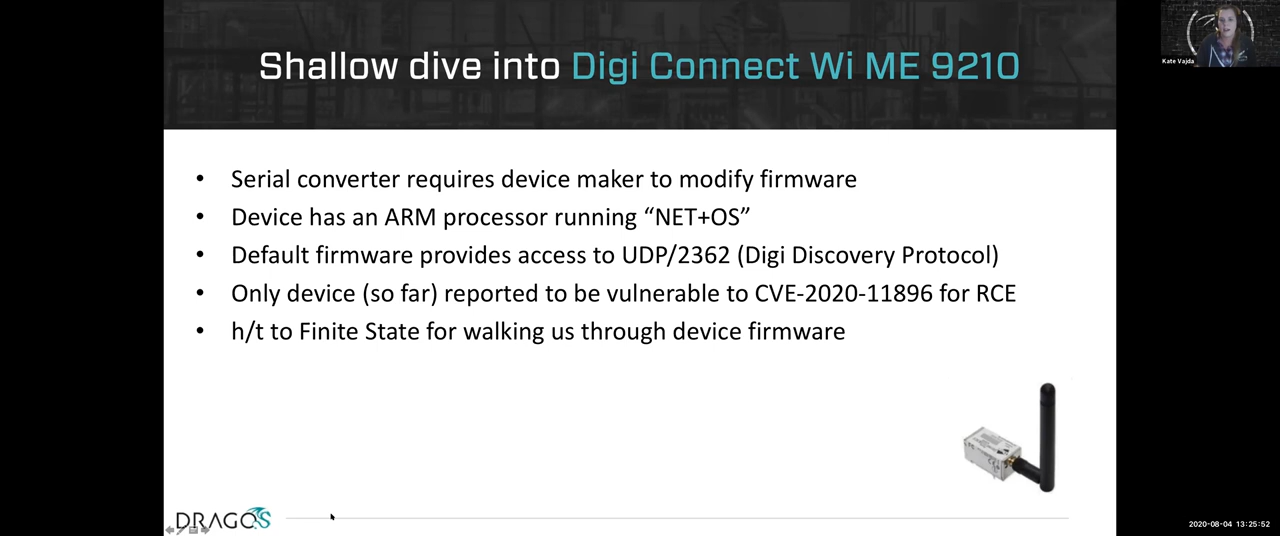 Shallow dive into Digi Connect Wi ME 9210
Kate Vajda
• Serial converter requires device maker to modify firmware
• Device has an ARM processor running “NET+OS”
• Default firmware provides access to UDP/2362 (Digi Discovery Protocol)
• Only device (so far) reported to be vulnerable to CVE-2020-11896 for RCE
• h/t to Finite State for walking us through device firmware
DRAGOS
2020-08-04 13:25:52